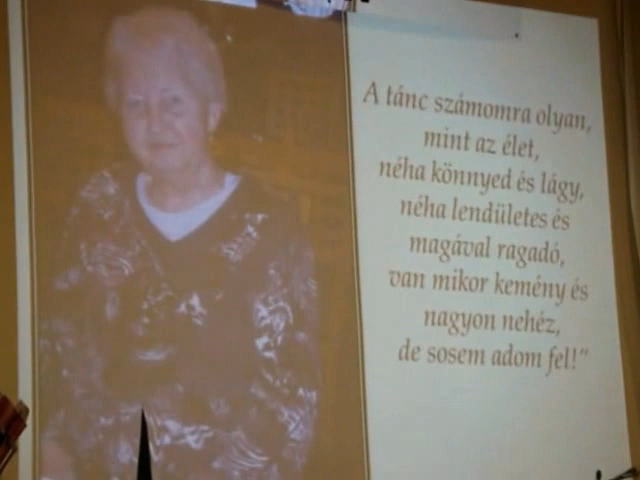 A tánc számomra olyan,
mint az élet,
néha könnyed és lágy,
néha lendületes és
magával ragadó,
van mikor kemény és
nagyon nehéz,
de sosem adom fel!”